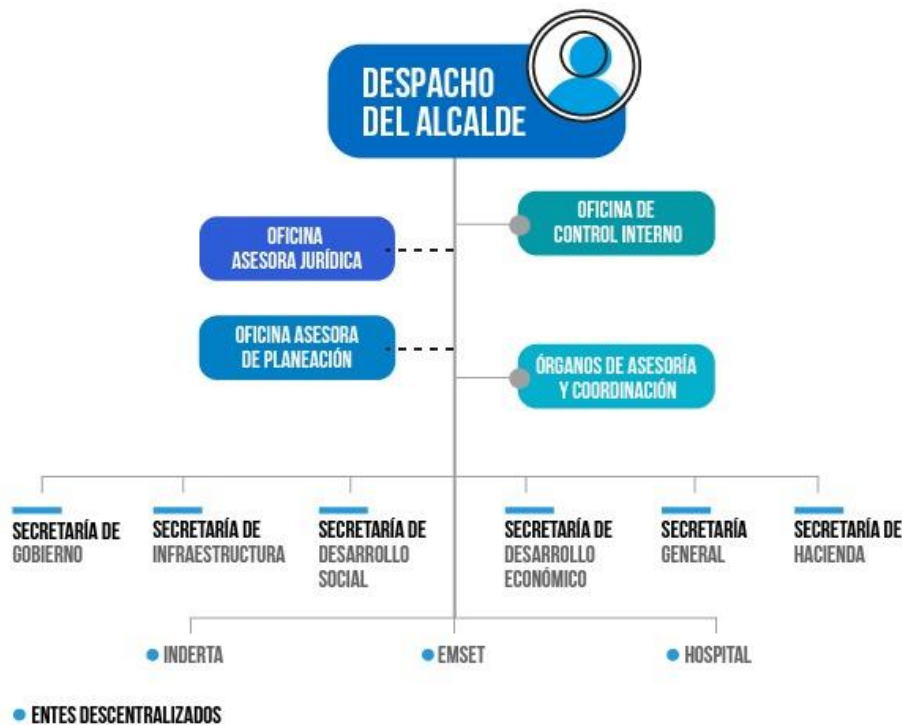 DESPACHO
DEL ALCALDE
OFICINA
ASESORA JURÍDICA
OFICINA DE
CONTROL INTERNO
OFICINA ASESORA
DE PLANEACIÓN
ÓRGANOS DE ASESORÍA
Y COORDINACIÓN
SECRETARÍA DE
GOBIERNO
SECRETARÍA DE
INFRAESTRUCTURA
SECRETARÍA DE
DESARROLLO
SOCIAL
SECRETARÍA DE
DESARROLLO
ECONÓMICO
SECRETARÍA
GENERAL
SECRETARÍA DE
HACIENDA
INDERTA
EMSET
HOSPITAL
ENTES DESCENTRALIZADOS